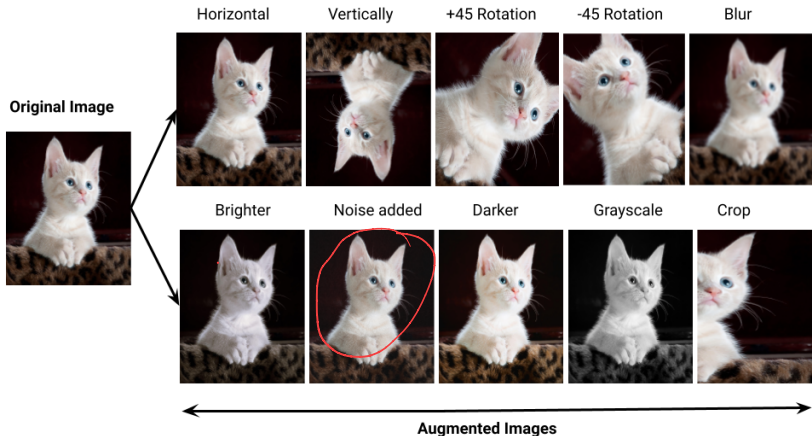 Horizontal Vertically +45 Rotation -45 Rotation Blur
Original Image
Brighter Noise added Darker Grayscale Crop
Augmented Images